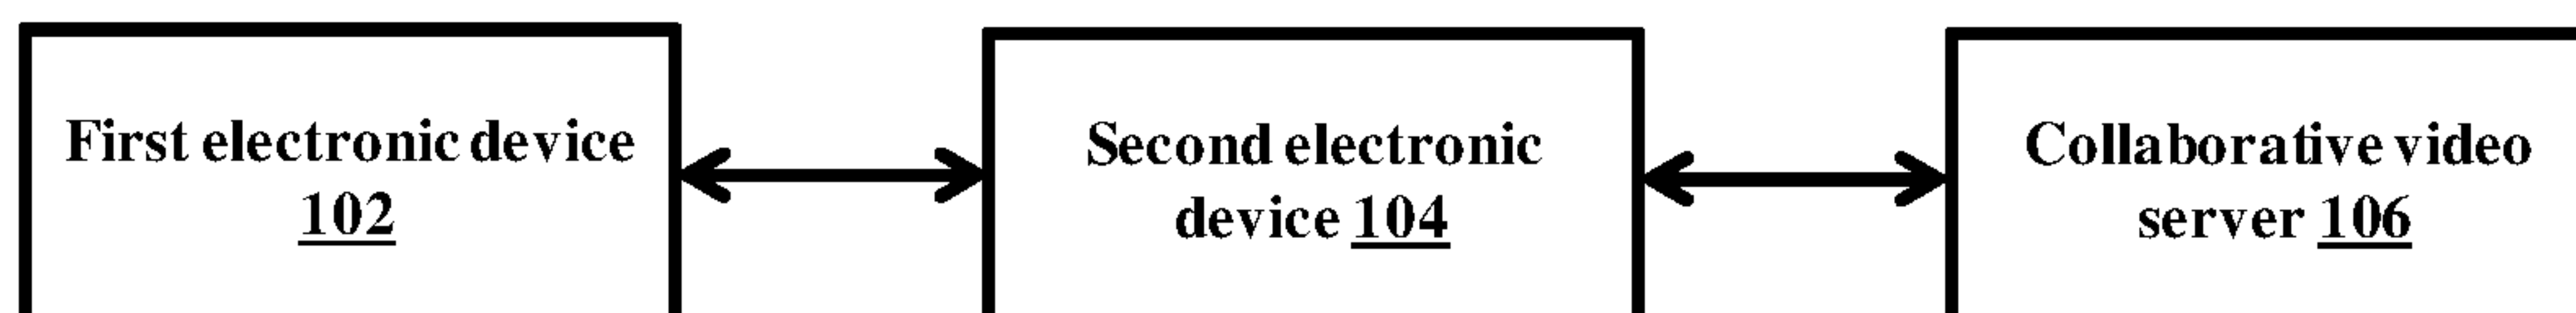 First electronic device
102
Second electronic
device 104
Collaborative video
server 106